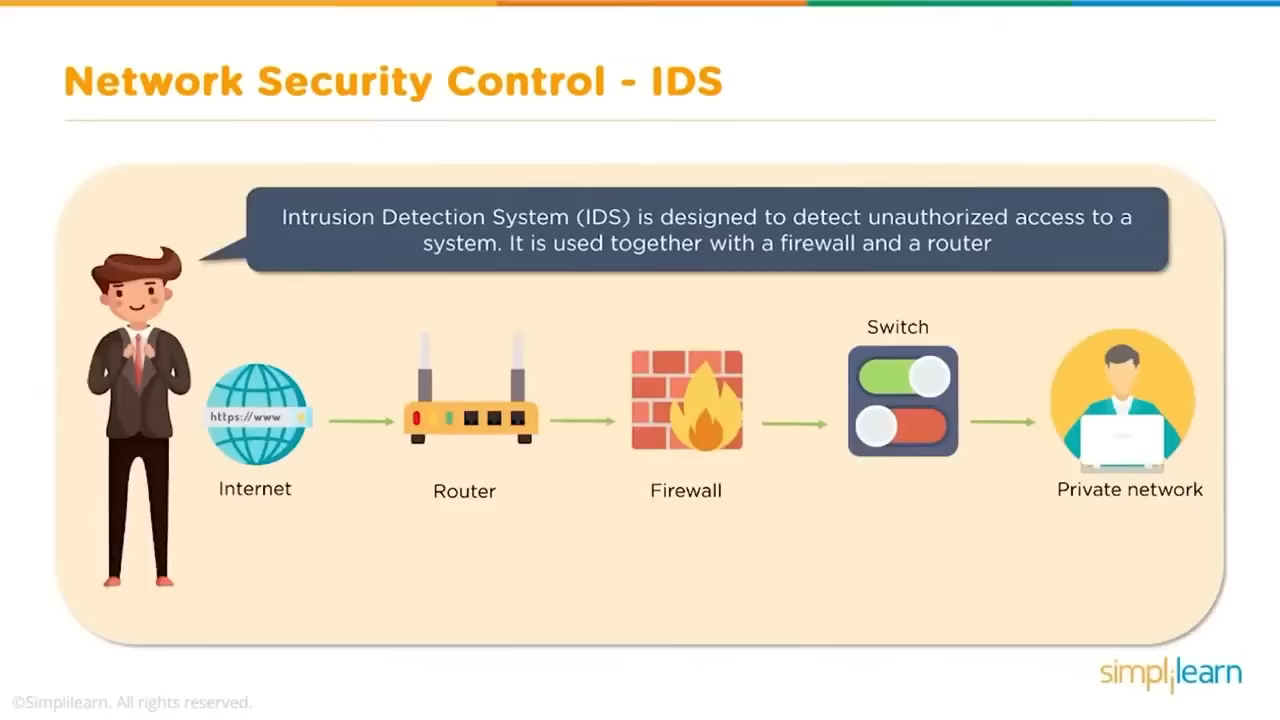 Network Security Control - IDS
Intrusion Detection System (IDS) is designed to detect unauthorized access to a
system. It is used together with a firewall and a router
Switch
https://www
Internet
Router
Firewall
Private network
simplilearn
©Simplilearn. All rights reserved.